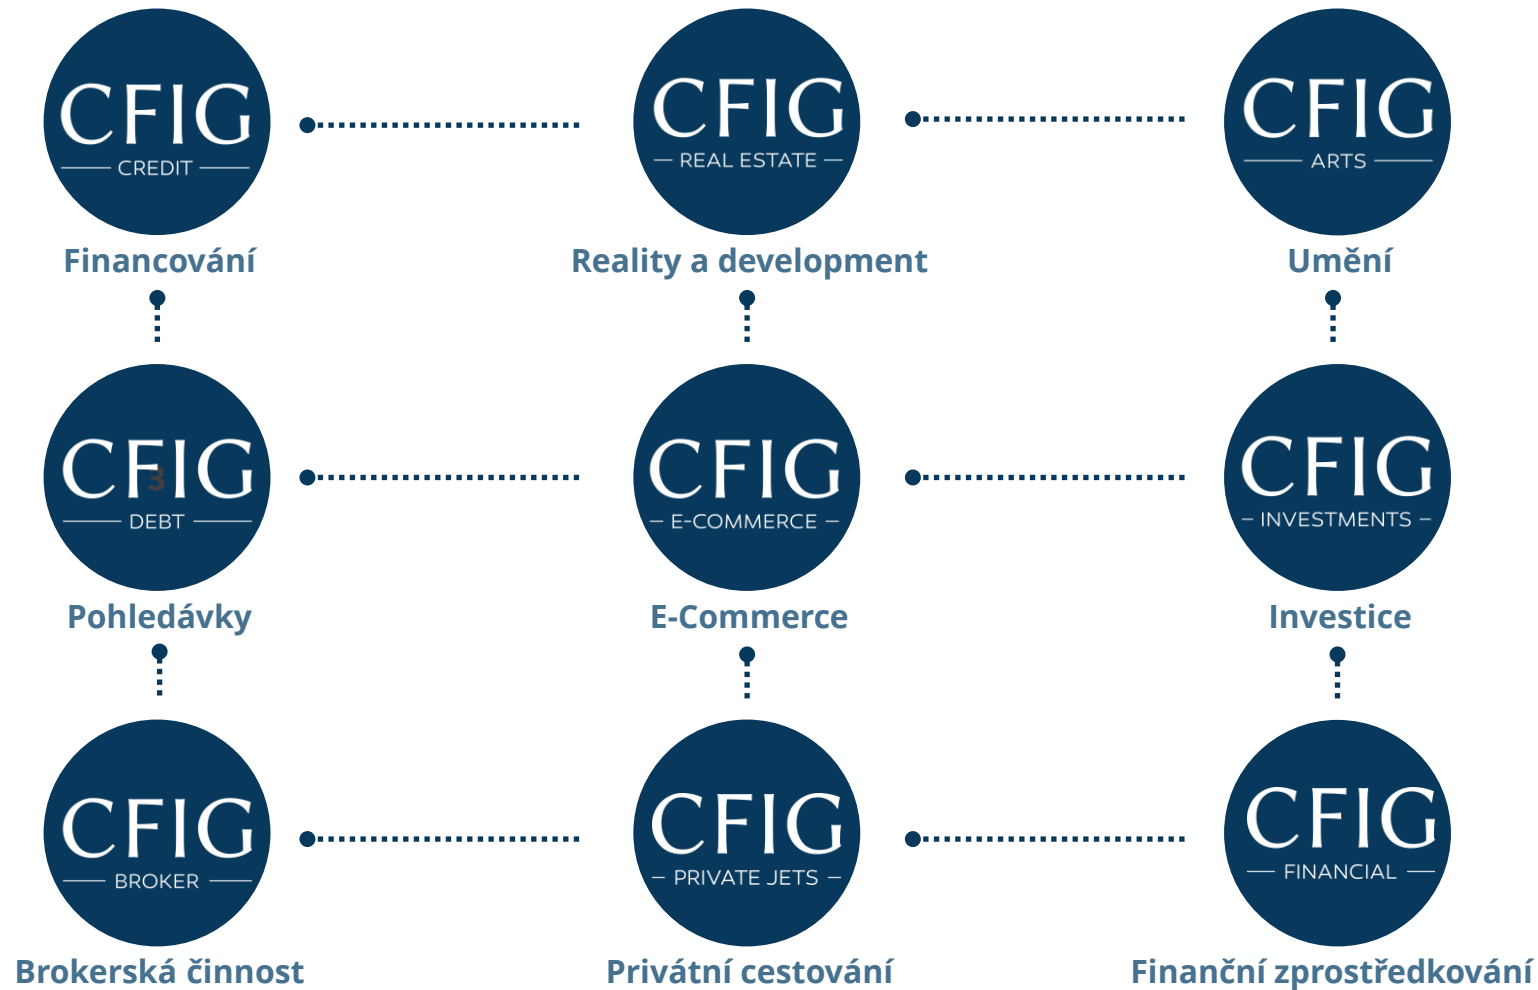 CFIG
CREDIT
Financování
CFIG
REAL ESTATE
Reality a development
CFIG
ARTS
Umění
CFIG
3
DEBT
Pohledávky
CFIG
E-COMMERCE
E-Commerce
CFIG
INVESTMENTS
Investice
CFIG
BROKER
Brokerská činnost
CFIG
PRIVATE JETS
Privátní cestování
CFIG
FINANCIAL
Finanční zprostředkování